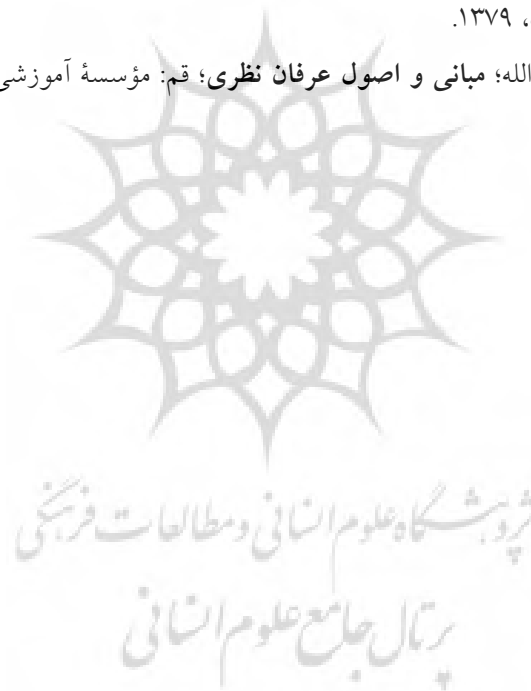 ، ۱۳۷۹.
الله؛ مبانی و اصول عرفان نظری؛ قم: مؤسسهٔ آموزشی
پژوهشگاه علوم انسانی و مطالعات فرهنگی
پرتال جامع علوم انسانی